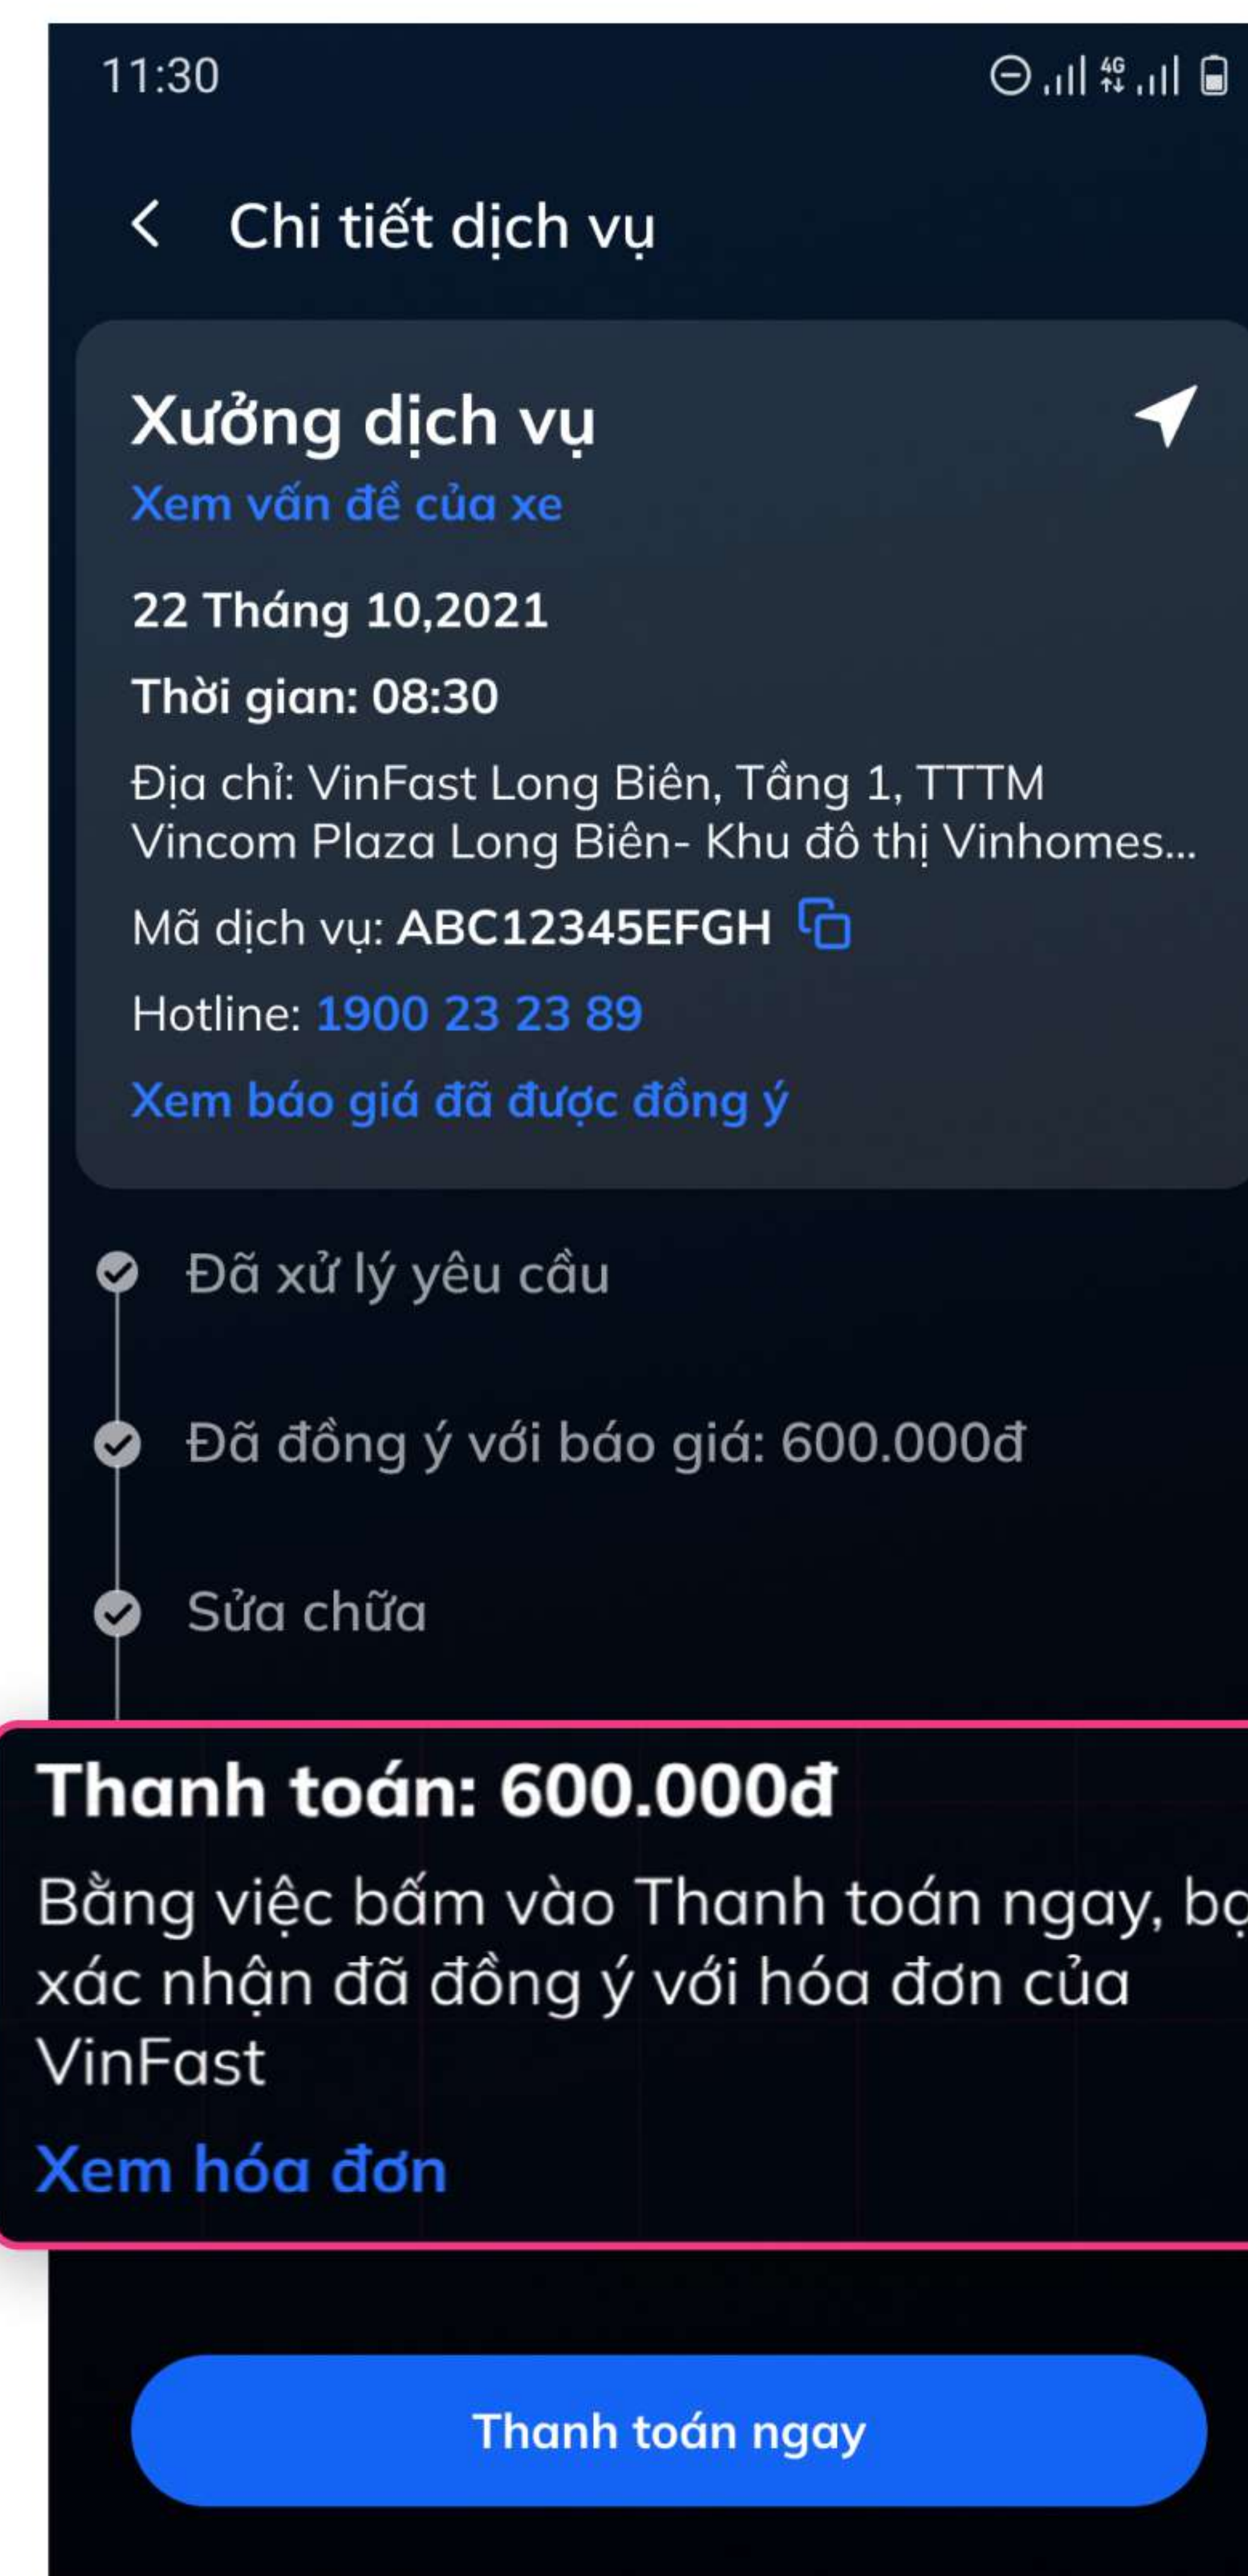 11:30
4G
Chi tiết dịch vụ
Xưởng dịch vụ
Xem vấn đề của xe
22 Tháng 10,2021
Thời gian: 08:30
Địa chỉ: VinFast Long Biên, Tầng 1, TTTM
Vincom Plaza Long Biên- Khu đô thị Vinhomes...
Mã dịch vụ: ABC12345EFGH
Hotline: 1900 23 23 89
Xem báo giá đã được đồng ý
Đã xử lý yêu cầu
Đã đồng ý với báo giá: 600.000đ
Sửa chữa
Thanh toán: 600.000đ
Bằng việc bấm vào Thanh toán ngay,
xác nhận đã đồng ý với hóa đơn của
VinFast
Xem hóa đơn
Thanh toán ngay